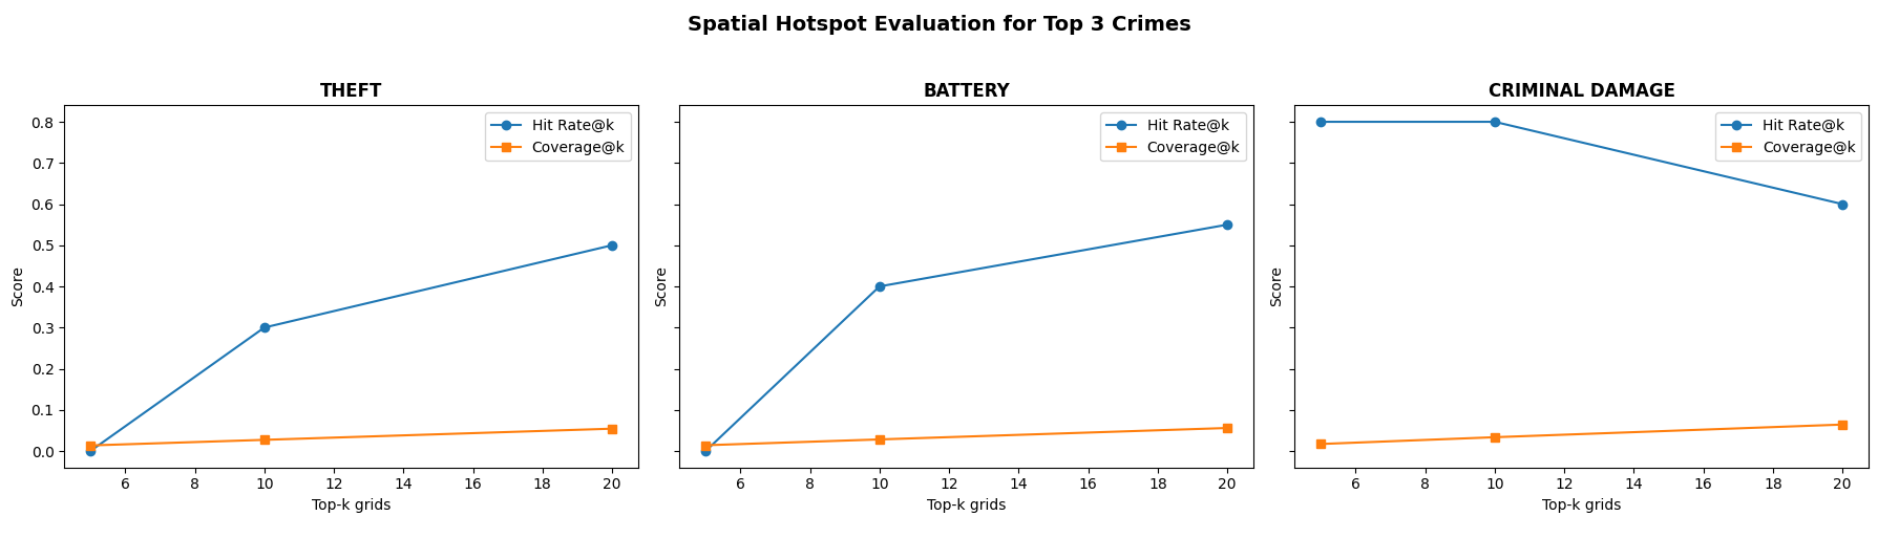 Spatial Hotspot Evaluation for Top 3 Crimes
THEFT
Hit Rate@k
Coverage@k
Score
0.8
0.7
0.6
0.5
0.4
0.3
0.2
0.1
0.0
6 8 10 12 14 16 18 20
Top-k grids
BATTERY
Hit Rate@k
Coverage@k
Score
6 8 10 12 14 16 18 20
Top-k grids
CRIMINAL DAMAGE
Hit Rate@k
Coverage@k
Score
6 8 10 12 14 16 18 20
Top-k grids